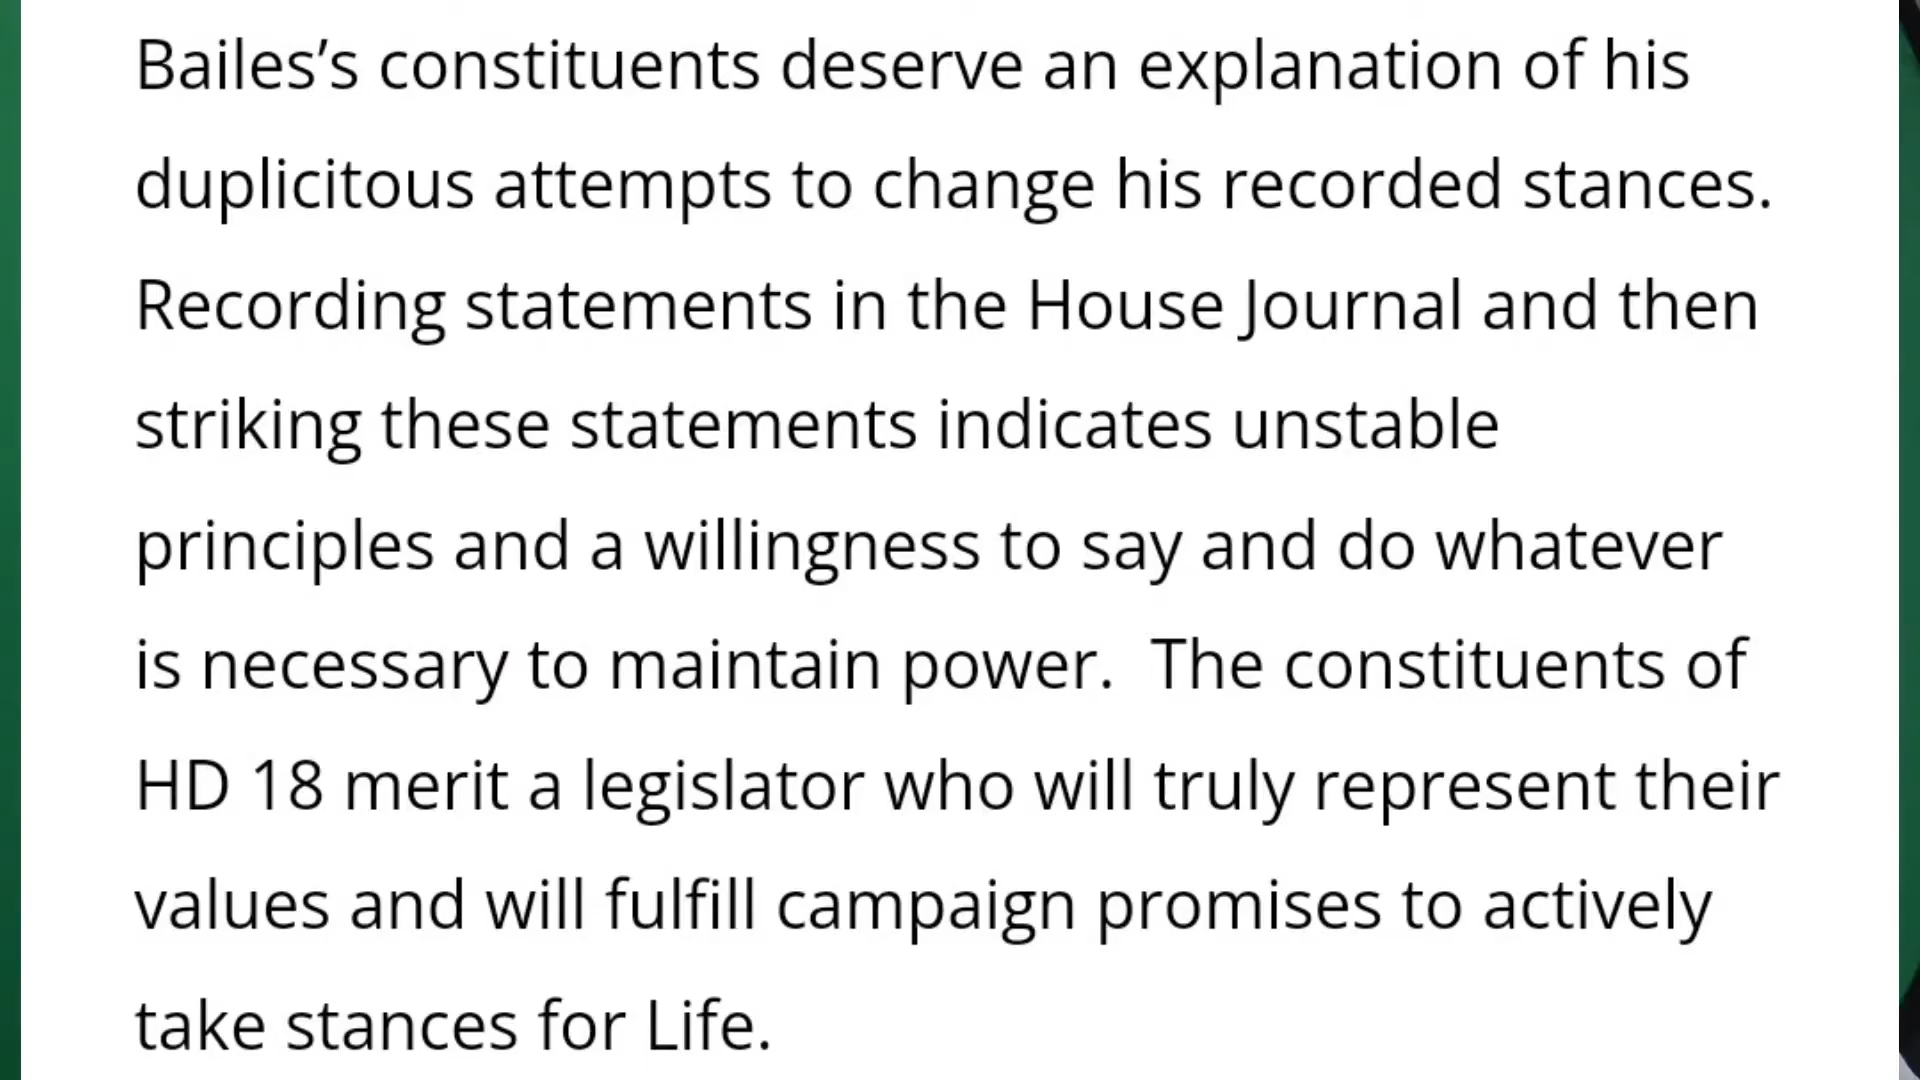 Bailes’s constituents deserve an explanation of his
duplicitous attempts to change his recorded stances.
Recording statements in the House Journal and then
striking these statements indicates unstable
principles and a willingness to say and do whatever
is necessary to maintain power.  The constituents of
HD 18 merit a legislator who will truly represent their
values and will fulfill campaign promises to actively
take stances for Life.